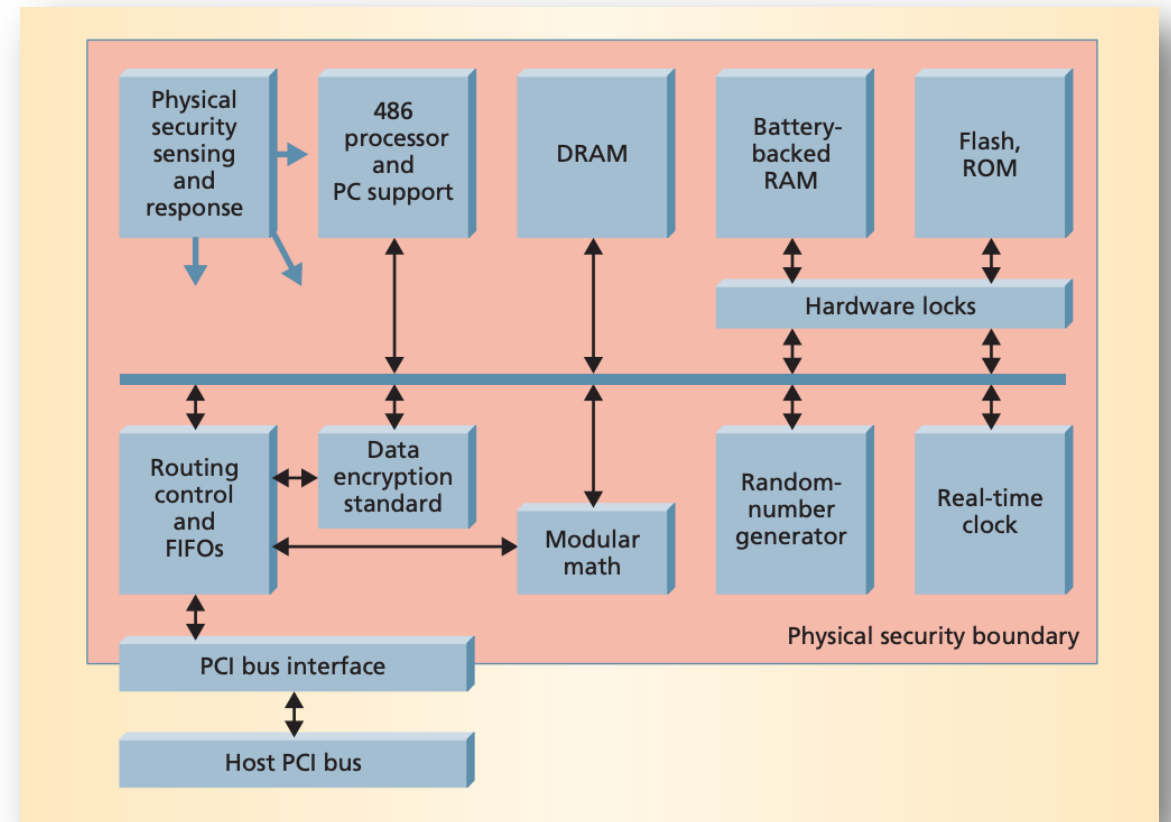 Physical
security
sensing
and
response
486
processor
and
PC support
DRAM
Battery-
backed
RAM
Flash,
ROM
Hardware locks
Routing
control
and
FIFOs
Data
encryption
standard
Modular
math
Random-
number
generator
Real-time
clock
Physical security boundary
PCI bus interface
Host PCI bus